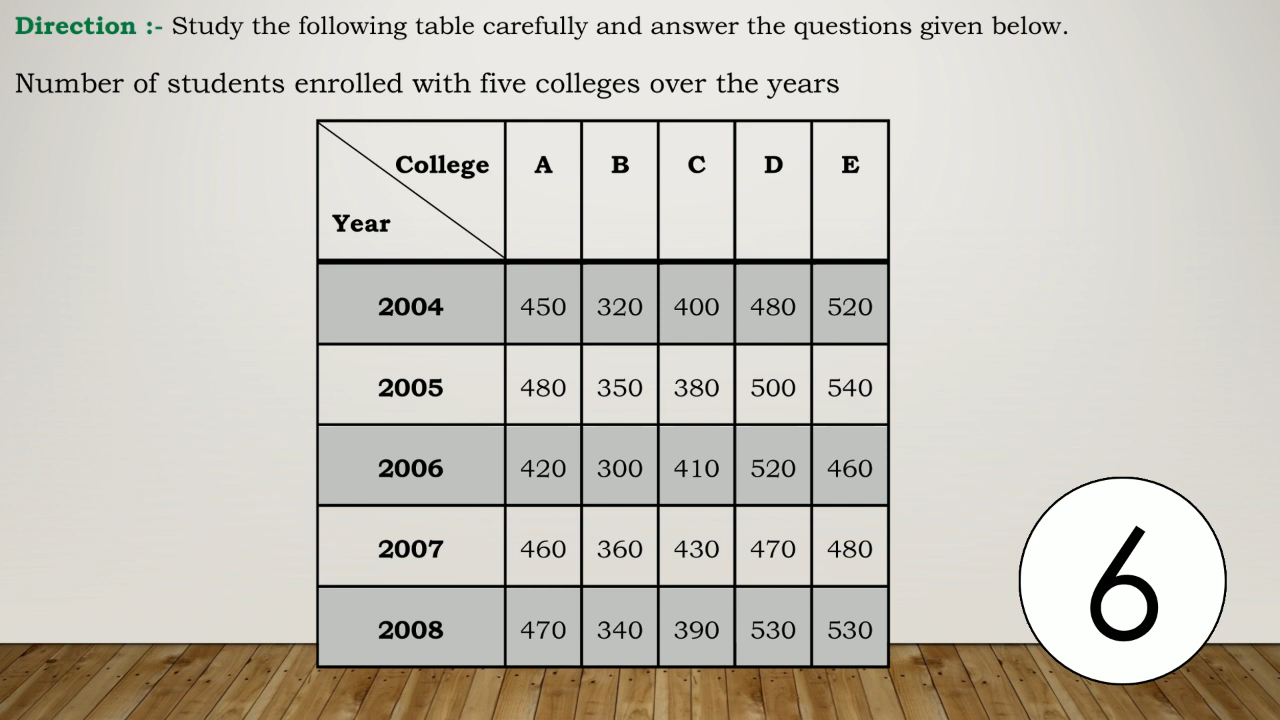 Direction :- Study the following table carefully and answer the questions given below.
Number of students enrolled with five colleges over the years
College A B C D E
Year
2004 450 320 400 480 520
2005 480 350 380 500 540
2006 420 300 410 520 460
2007 460 360 430 470 480
2008 470 340 390 530 530
6